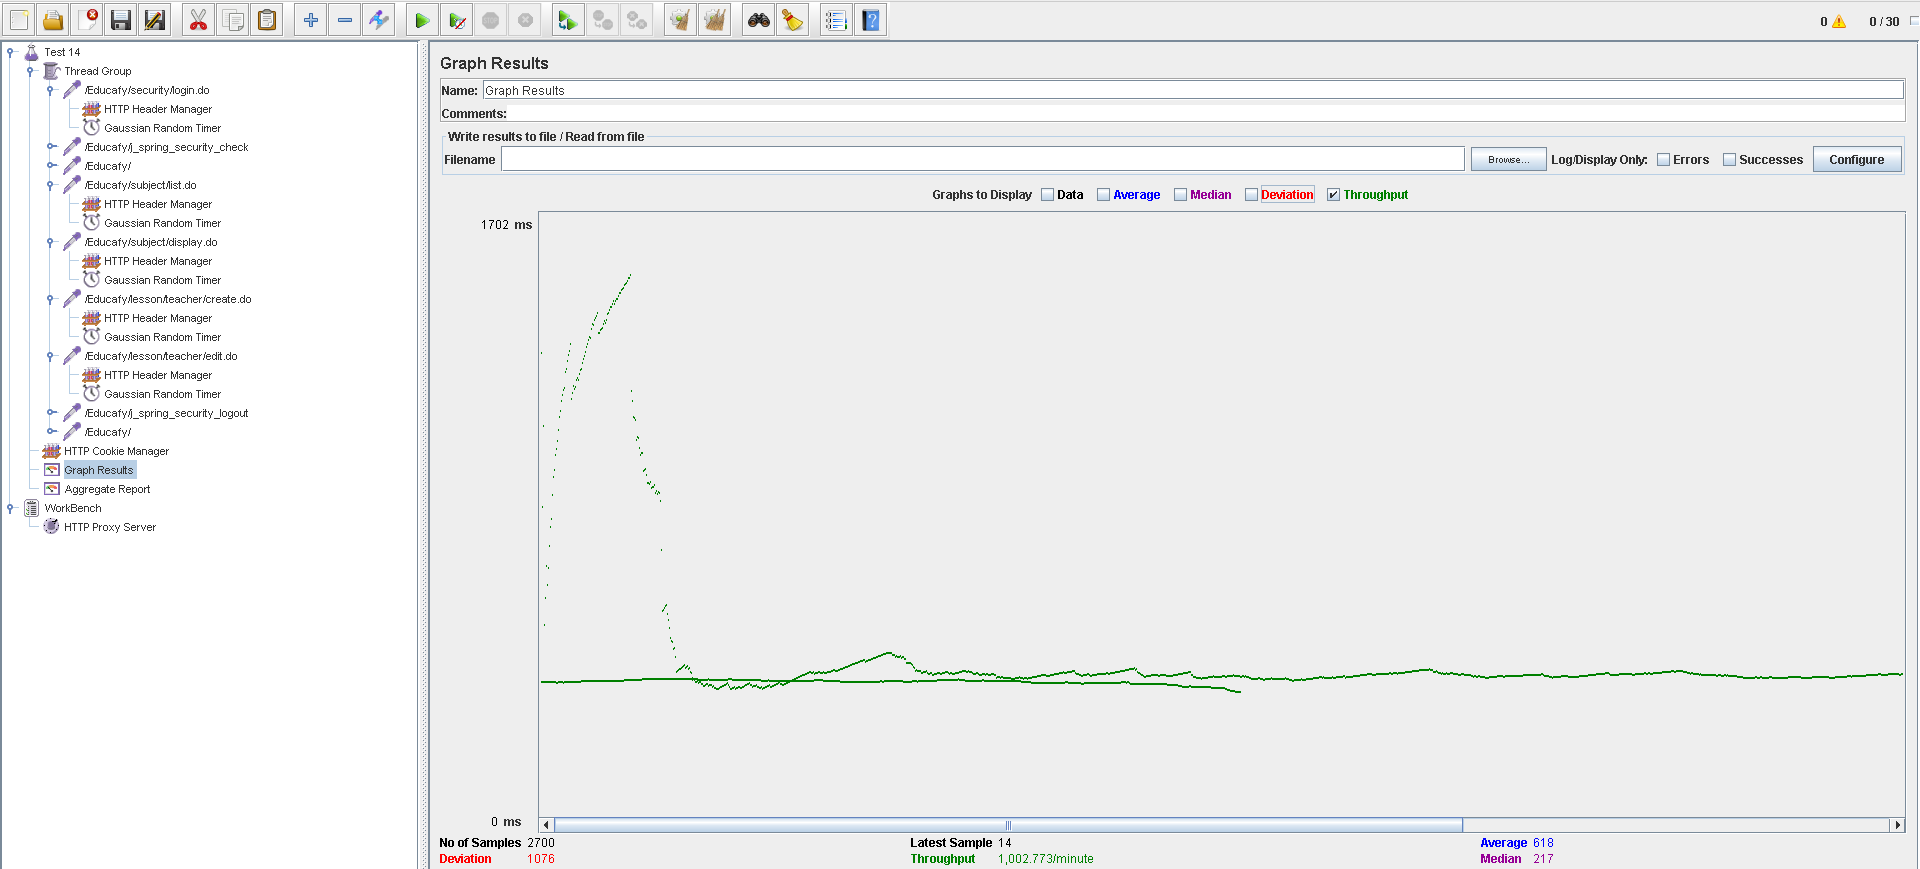 0
0 / 30
Test 14
Thread Group
/Educafy/security/login.do
HTTP Header Manager
Gaussian Random Timer
/Educafy/j_spring_security_check
/Educafy/
/Educafy/subject/list.do
HTTP Header Manager
Gaussian Random Timer
/Educafy/subject/display.do
HTTP Header Manager
Gaussian Random Timer
/Educafy/lesson/teacher/create.do
HTTP Header Manager
Gaussian Random Timer
/Educafy/lesson/teacher/edit.do
HTTP Header Manager
Gaussian Random Timer
/Educafy/j_spring_security_logout
/Educafy/
HTTP Cookie Manager
Graph Results
Aggregate Report
WorkBench
HTTP Proxy Server
Graph Results
Name: Graph Results
Comments:
Write results to file / Read from file
Filename Browse... Log/Display Only: Errors Successes Configure
Graphs to Display Data Average Median Deviation Throughput
1702 ms
0 ms
No of Samples 2700 Latest Sample 14 Average 618
Deviation 1076 Throughput 1,002.773/minute Median 217